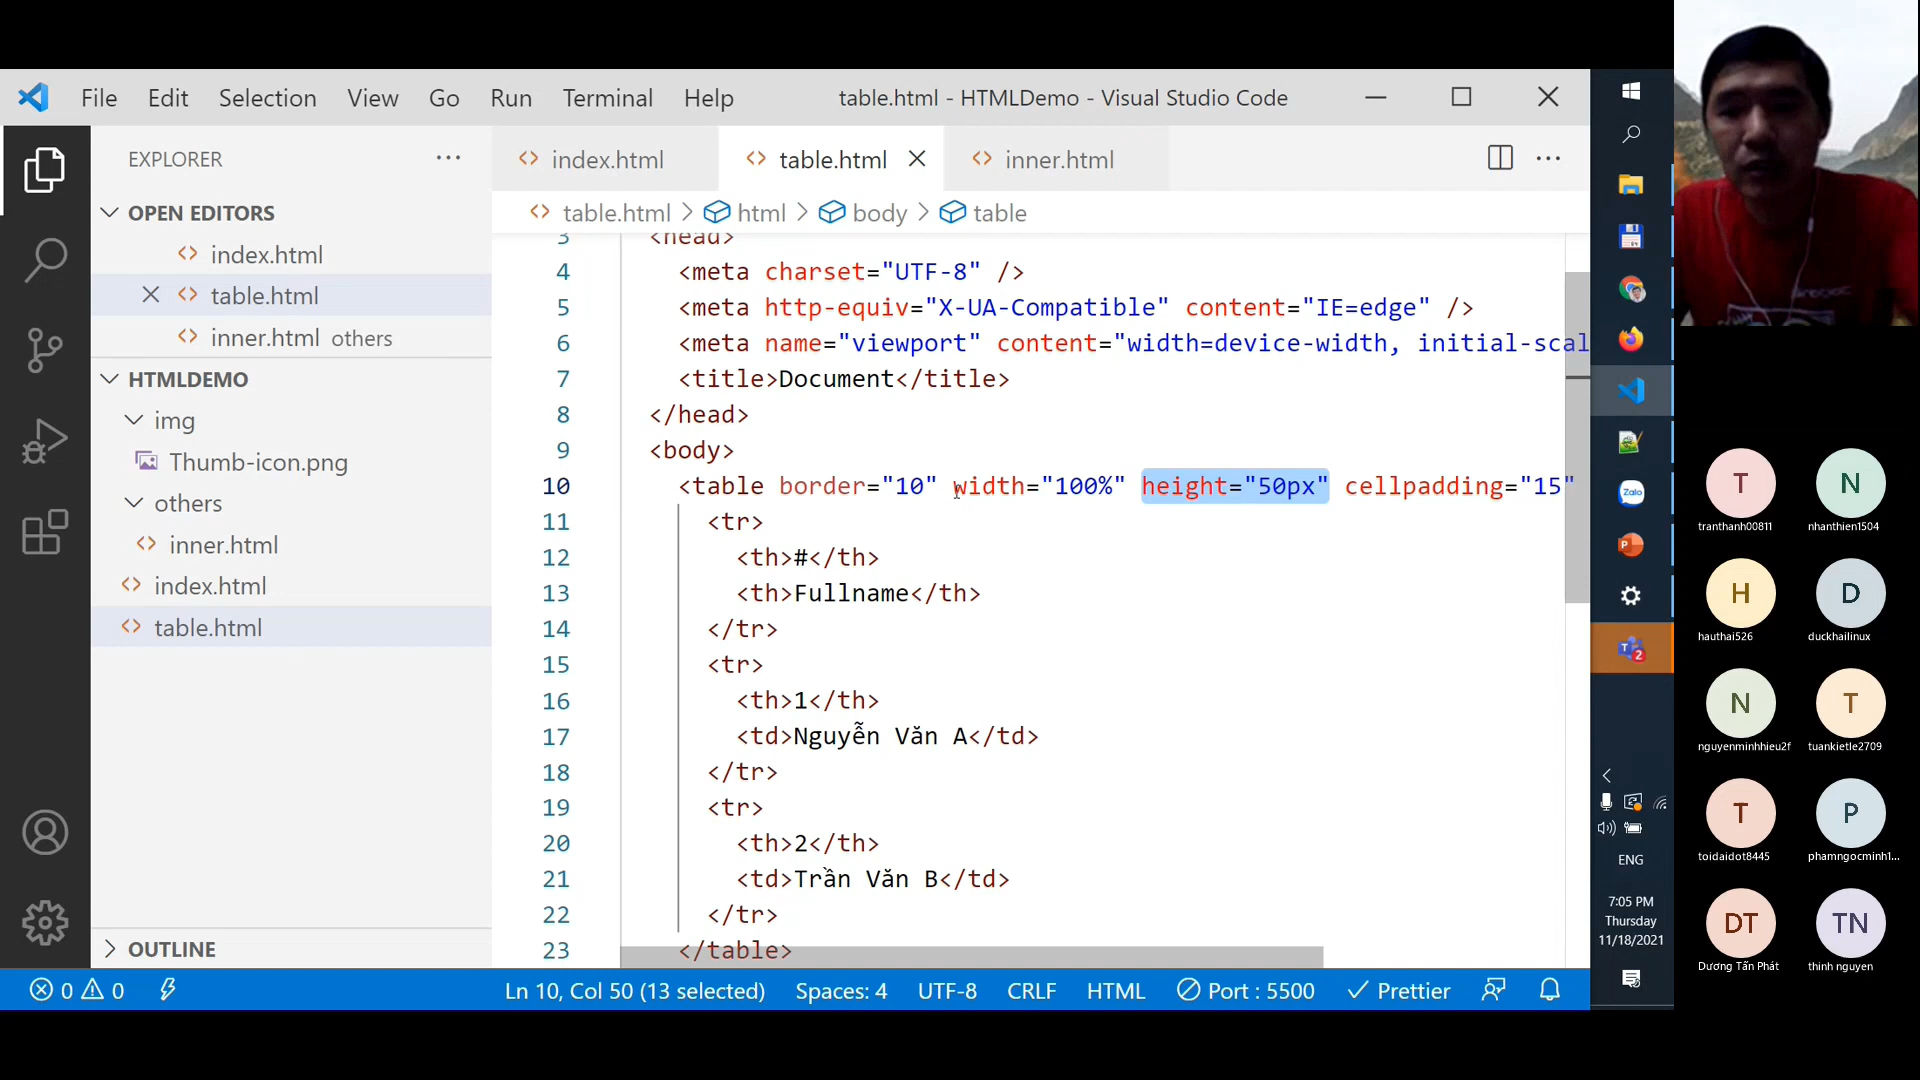 File Edit Selection View Go Run Terminal Help
table.html - HTMLDemo - Visual Studio Code
EXPLORER
OPEN EDITORS
index.html
table.html
inner.html others
HTMLDEMO
img
Thumb-icon.png
others
inner.html
index.html
table.html
OUTLINE
index.html table.html inner.html
table.html html body table
3 <head>
4 <meta charset="UTF-8" />
5 <meta http-equiv="X-UA-Compatible" content="IE=edge" />
6 <meta name="viewport" content="width=device-width, initial-scal
7 <title>Document</title>
8 </head>
9 <body>
10 <table border="10" width="100%" height="50px" cellpadding="15"
11 <tr>
12 <th>#</th>
13 <th>Fullname</th>
14 </tr>
15 <tr>
16 <th>1</th>
17 <td>Nguyễn Văn A</td>
18 </tr>
19 <tr>
20 <th>2</th>
21 <td>Trần Văn B</td>
22 </tr>
23 </table>
0 0
Ln 10, Col 50 (13 selected) Spaces: 4 UTF-8 CRLF HTML Port : 5500 Prettier
Zalo
P
T 2
ENG
7:05 PM
Thursday
11/18/2021
T N
tranthanh00811 nhanthien1504
H D
hauthai526 duckhailinux
N T
nguyenminhhieu2f tuankietle2709
T P
toidaidot8445 phamngocminh1...
DT TN
Dương Tấn Phát thinh nguyen